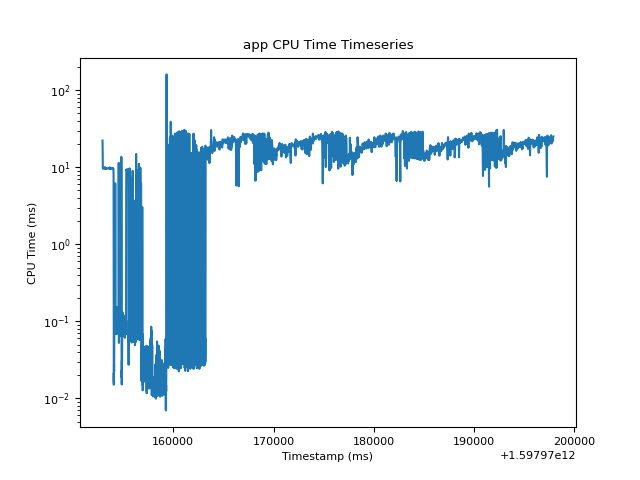 app CPU Time Timeseries
CPU Time (ms)
10²
10¹
10⁰
10⁻¹
10⁻²
160000 170000 180000 190000 200000
Timestamp (ms)
+1.59797e12